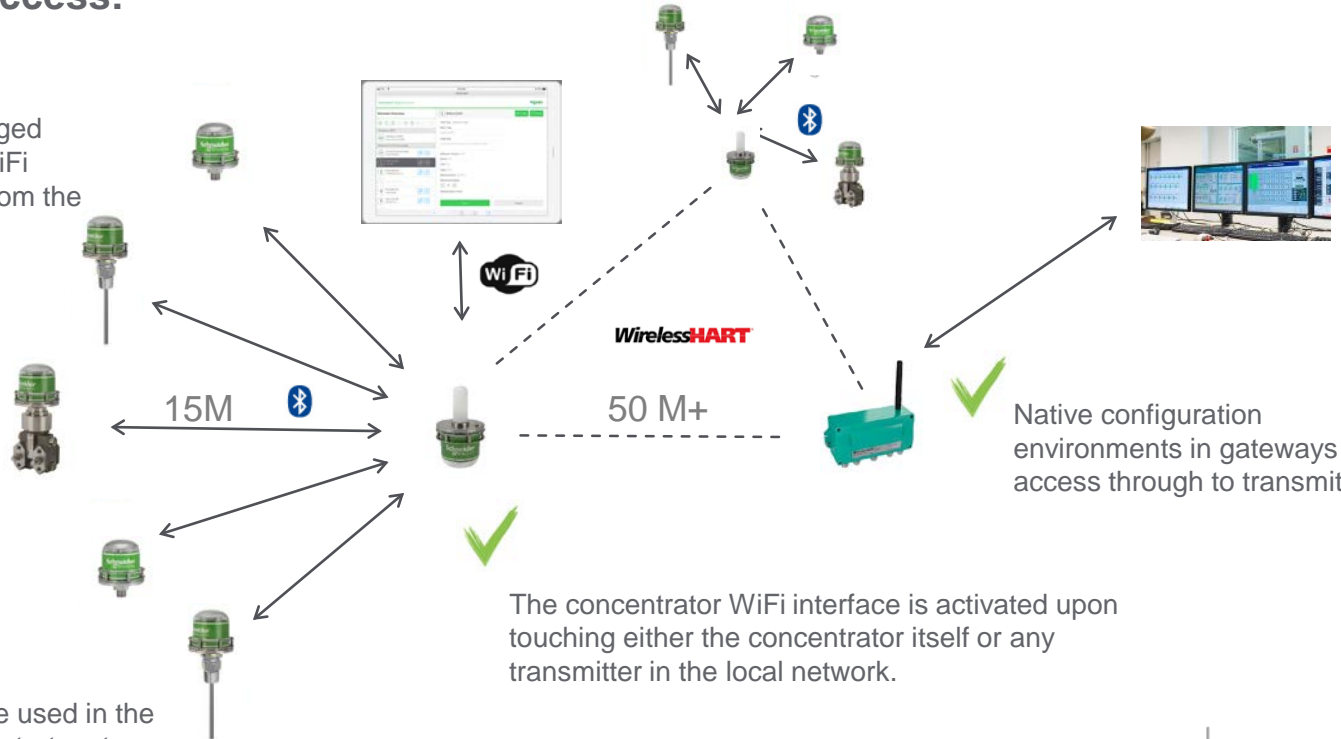 ccess:
ged
iFi
om the
Wi Fi
WirelessHART
15M
50 M+
Native configuration
environments in gateways
access through to transmit
The concentrator WiFi interface is activated upon
touching either the concentrator itself or any
transmitter in the local network.
e used in the